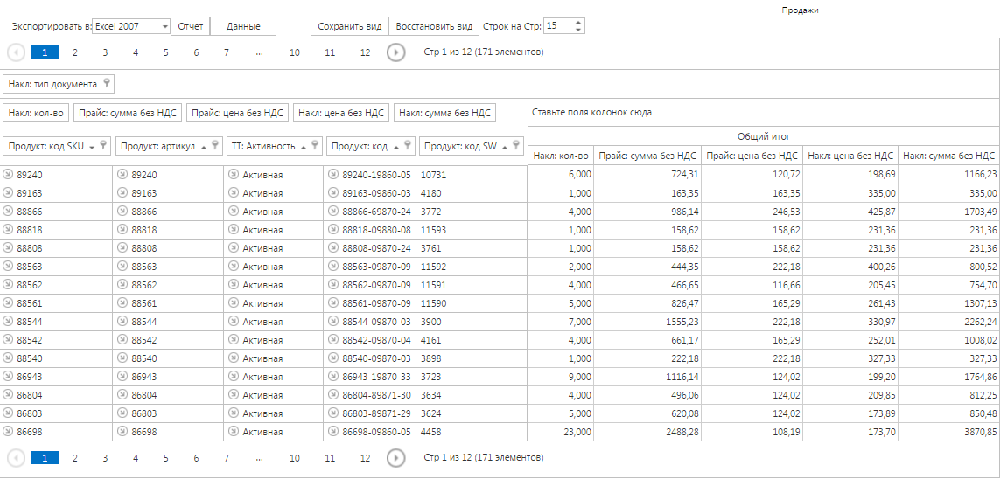 Продажи
Экспортировать в: Excel 2007 Отчет Данные Сохранить вид Восстановить вид Строк на Стр: 15
1 2 3 4 5 6 7 ... 10 11 12 Стр 1 из 12 (171 элементов)
Накл: тип документа
Накл: кол-во Прайс: сумма без НДС Прайс: цена без НДС Накл: цена без НДС Накл: сумма без НДС Ставьте поля колонок сюда
Общий итог
Продукт: код SKU Продукт: артикул ТТ: Активность Продукт: код Продукт: код SW Накл: кол-во Прайс: сумма без НДС Прайс: цена без НДС Накл: цена без НДС Накл: сумма без НДС
89240 89240 Активная 89240-19860-05 10731 6,000 724,31 120,72 198,69 1166,23
89163 89163 Активная 89163-09860-03 4180 1,000 163,35 163,35 335,00 335,00
88866 88866 Активная 88866-69870-24 3772 4,000 986,14 246,53 425,87 1703,49
88818 88818 Активная 88818-09880-08 11593 1,000 158,62 158,62 231,36 231,36
88808 88808 Активная 88808-09870-24 3761 1,000 158,62 158,62 231,36 231,36
88563 88563 Активная 88563-09870-09 11592 2,000 444,35 222,18 400,26 800,52
88562 88562 Активная 88562-09870-09 11591 4,000 466,65 116,66 205,45 754,70
88561 88561 Активная 88561-09870-09 11590 5,000 826,47 165,29 261,43 1307,13
88544 88544 Активная 88544-09870-03 3900 7,000 1555,23 222,18 330,97 2262,24
88542 88542 Активная 88542-09870-04 4161 4,000 661,17 165,29 252,01 1008,02
88540 88540 Активная 88540-09870-03 3898 1,000 222,18 222,18 327,33 327,33
86943 86943 Активная 86943-19870-33 3723 9,000 1116,14 124,02 199,20 1764,86
86804 86804 Активная 86804-89871-30 3634 4,000 496,06 124,02 209,85 812,25
86803 86803 Активная 86803-89871-29 3624 5,000 620,08 124,02 173,89 850,48
86698 86698 Активная 86698-09860-05 4458 23,000 2488,28 108,19 173,70 3870,85
1 2 3 4 5 6 7 ... 10 11 12 Стр 1 из 12 (171 элементов)